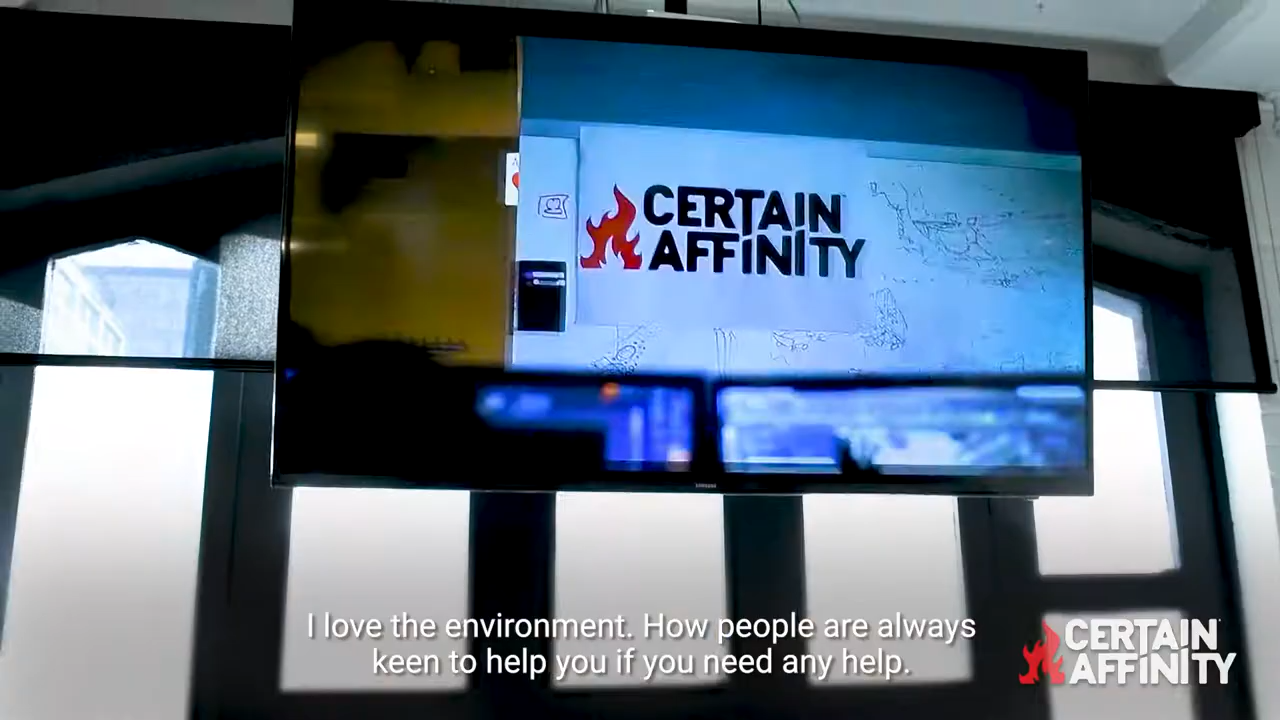 CERTAIN
AFFINITY
SAMSUNG
I love the environment. How people are always
keen to help you if you need any help.
CERTAIN
AFFINITY